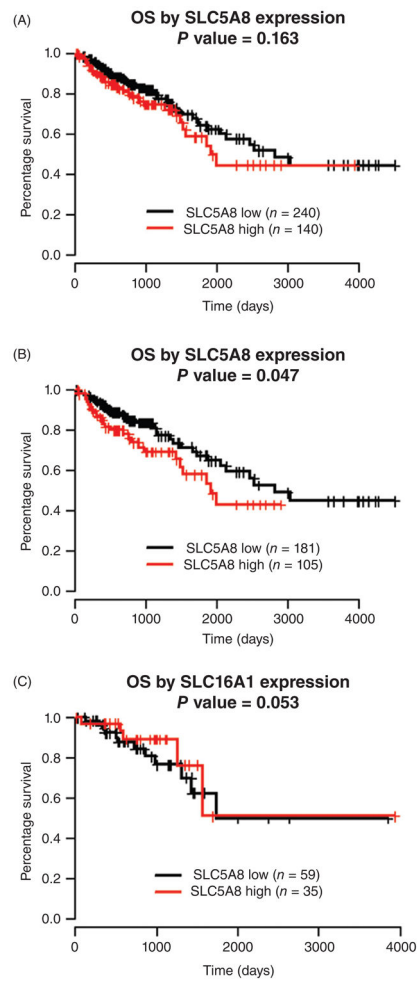 (A)
OS by SLC5A8 expression
P value = 0.163
Percentage survival
1.0
0.8
0.6
0.4
0.2
0.0
SLC5A8 low (n = 240)
SLC5A8 high (n = 140)
0 1000 2000 3000 4000
Time (days)
(B)
OS by SLC5A8 expression
P value = 0.047
Percentage survival
1.0
0.8
0.6
0.4
0.2
0.0
SLC5A8 low (n = 181)
SLC5A8 high (n = 105)
0 1000 2000 3000 4000
Time (days)
(C)
OS by SLC16A1 expression
P value = 0.053
Percentage survival
1.0
0.8
0.6
0.4
0.2
0.0
SLC5A8 low (n = 59)
SLC5A8 high (n = 35)
0 1000 2000 3000 4000
Time (days)